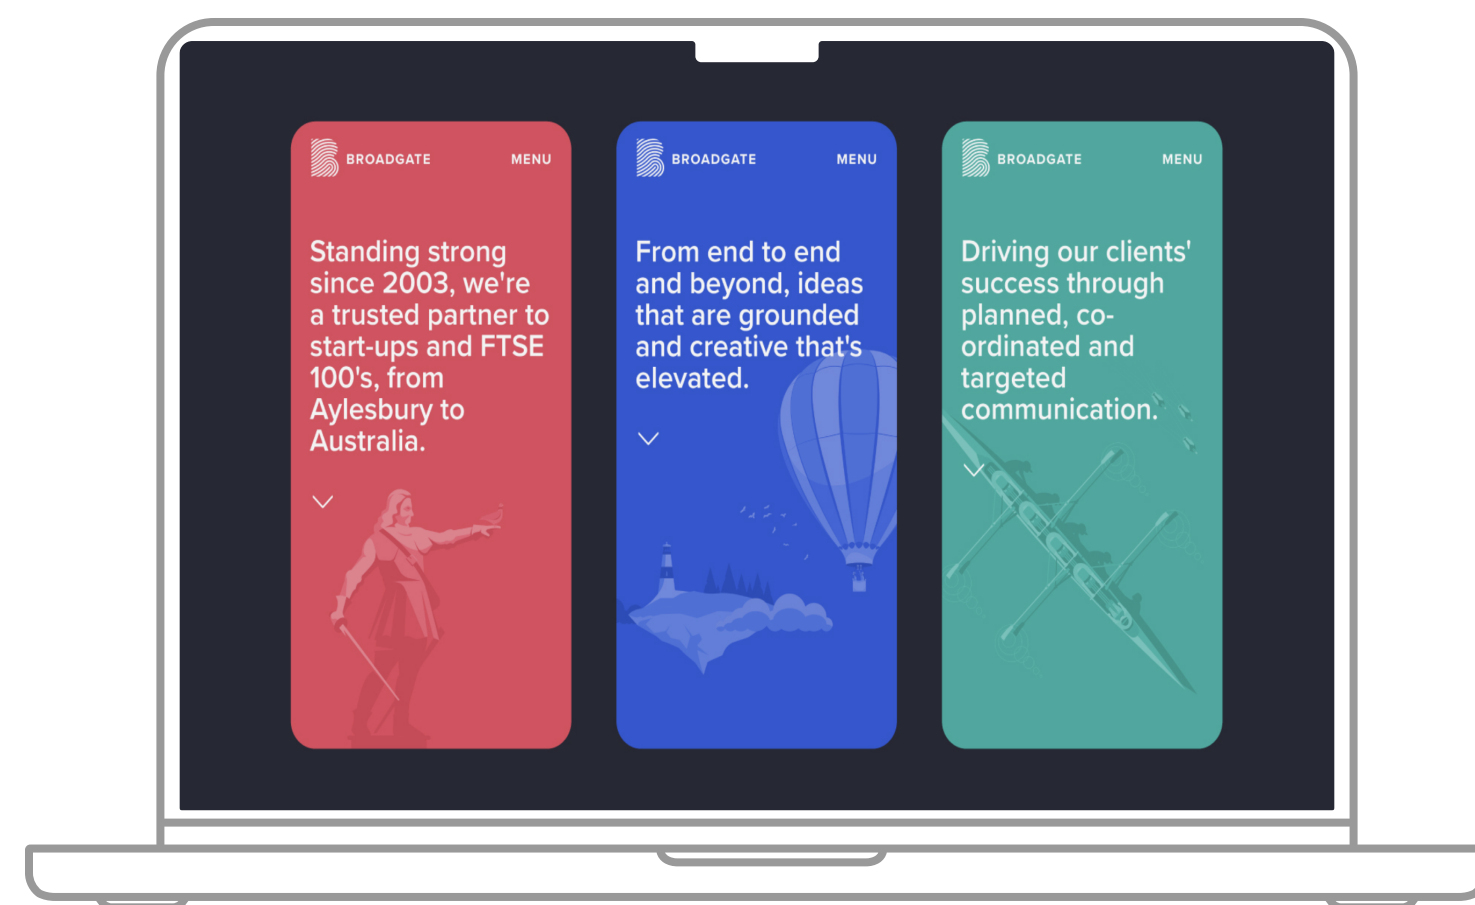 BROADGATE
MENU
Standing strong
since 2003, we're
a trusted partner to
start-ups and FTSE
100's, from
Aylesbury to
Australia.
BROADGATE
MENU
From end to end
and beyond, ideas
that are grounded
and creative that's
elevated.
BROADGATE
MENU
Driving our clients'
success through
planned, co-
ordinated and
targeted
communication.